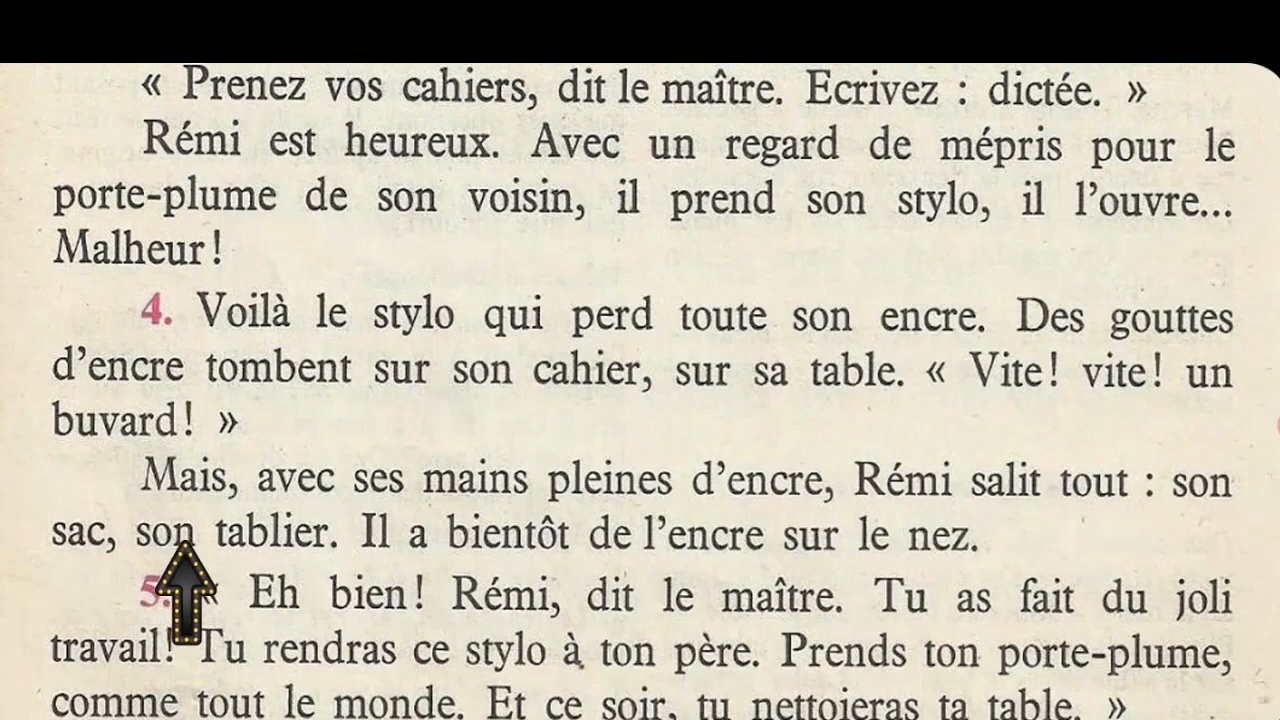 « Prenez vos cahiers, dit le maître. Ecrivez : dictée. »
Rémi est heureux. Avec un regard de mépris pour le
porte-plume de son voisin, il prend son stylo, il l'ouvre...
Malheur!
4. Voilà le stylo qui perd toute son encre. Des gouttes
d'encre tombent sur son cahier, sur sa table. « Vite! vite! un
buvard! »
Mais, avec ses mains pleines d'encre, Rémi salit tout : son
sac, son tablier. Il a bientôt de l'encre sur le nez.
5. « Eh bien! Rémi, dit le maître. Tu as fait du joli
travail! Tu rendras ce stylo à ton père. Prends ton porte-plume,
comme tout le monde. Et ce soir, tu nettoieras ta table. »